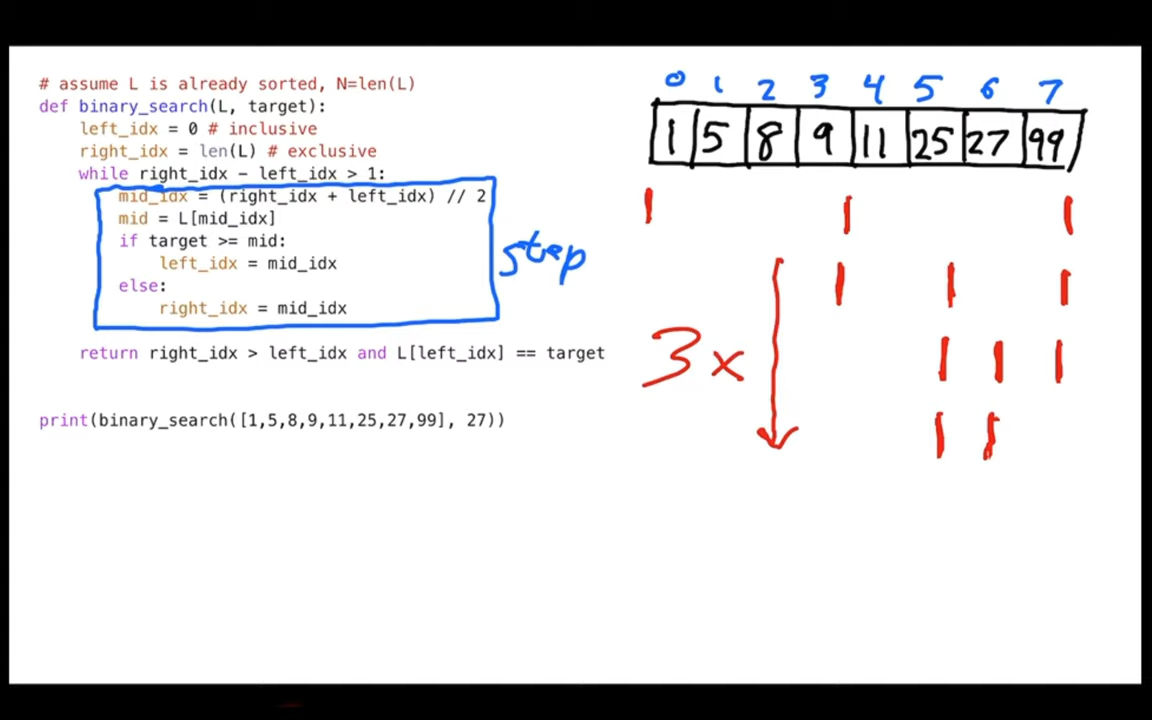 # assume L is already sorted, N=len(L)
def binary_search(L, target):
    left_idx = 0 # inclusive
    right_idx = len(L) # exclusive
    while right_idx - left_idx > 1:
        mid_idx = (right_idx + left_idx) // 2
        mid = L[mid_idx]
        if target >= mid:
            left_idx = mid_idx
        else:
            right_idx = mid_idx
    return right_idx > left_idx and L[left_idx] == target
print(binary_search([1,5,8,9,11,25,27,99], 27))
step
0 1 2 3 4 5 6 7
1 5 8 9 11 25 27 99
3x